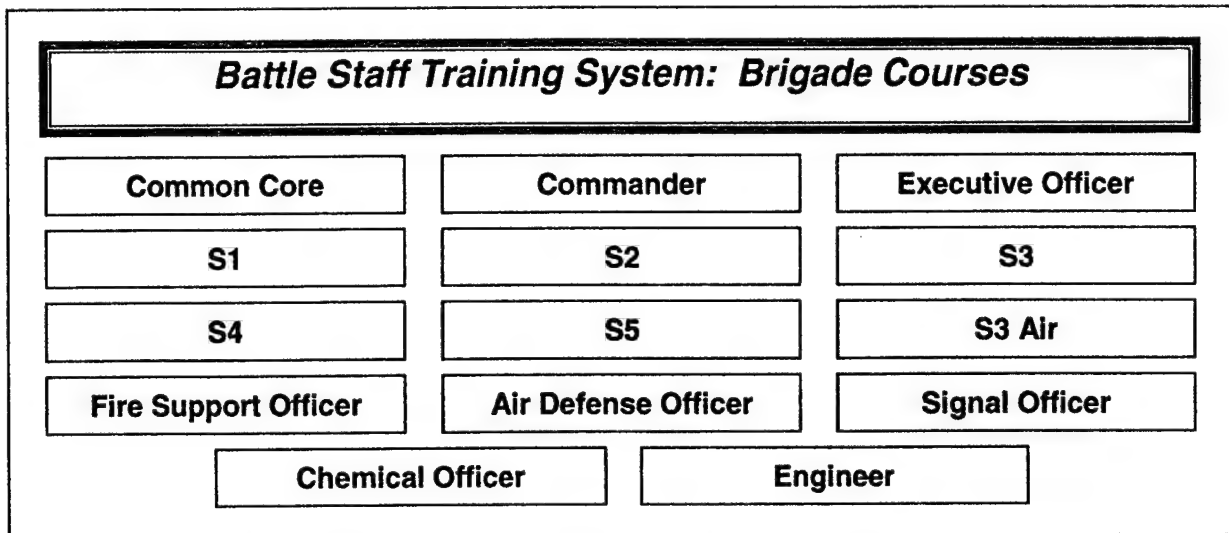 Battle Staff Training System: Brigade Courses
Common Core Commander Executive Officer
S1 S2 S3
S4 S5 S3 Air
Fire Support Officer Air Defense Officer Signal Officer
Chemical Officer Engineer